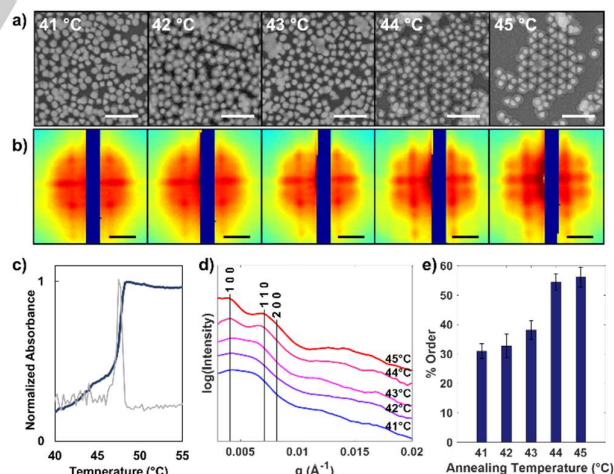 a) 41 °C 42 °C 43 °C 44 °C 45 °C
b)
c) d) e)
1
Normalized Absorbance
0
40 45 50 55
Temperature (°C)
log(Intensity)
1 0 0
1 1 0
2 0 0
45°C
44°C
43°C
42°C
41°C
0.005 0.01 0.015 0.02
q (Å⁻¹)
% Order
60
50
40
30
20
10
0
41 42 43 44 45
Annealing Temperature (°C)